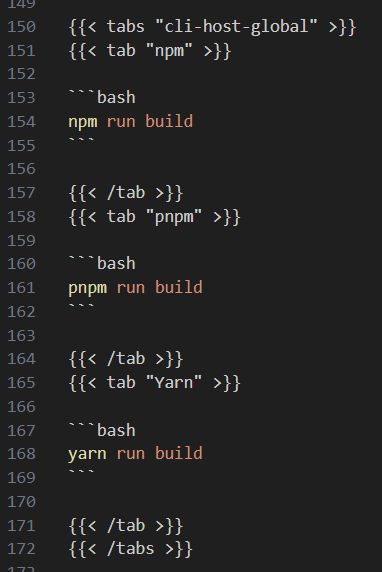 149
150 {{< tabs "cli-host-global" >}}
151 {{< tab "npm" >}}
152
153 ```bash
154 npm run build
155 ```
156
157 {{< /tab >}}
158 {{< tab "pnpm" >}}
159
160 ```bash
161 pnpm run build
162 ```
163
164 {{< /tab >}}
165 {{< tab "Yarn" >}}
166
167 ```bash
168 yarn run build
169 ```
170
171 {{< /tab >}}
172 {{< /tabs >}}
173